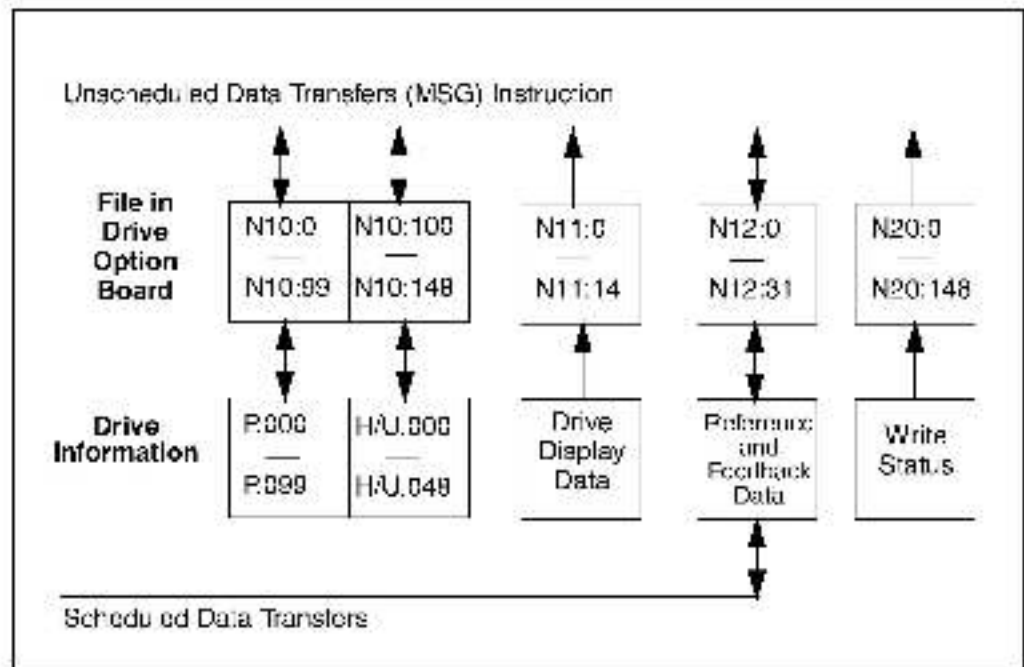 Unscheduled Data Transfers (MSG) Instruction
File in
Drive
Option
Board
N10:0
N10:99
N10:100
N10:148
N11:0
N11:14
N12:0
N12:31
N20:0
N20:148
Drive
Information
P.000
P.099
H/U.000
H/U.048
Drive
Display
Data
Reference
and
Feedback
Data
Write
Status
Scheduled Data Transfers